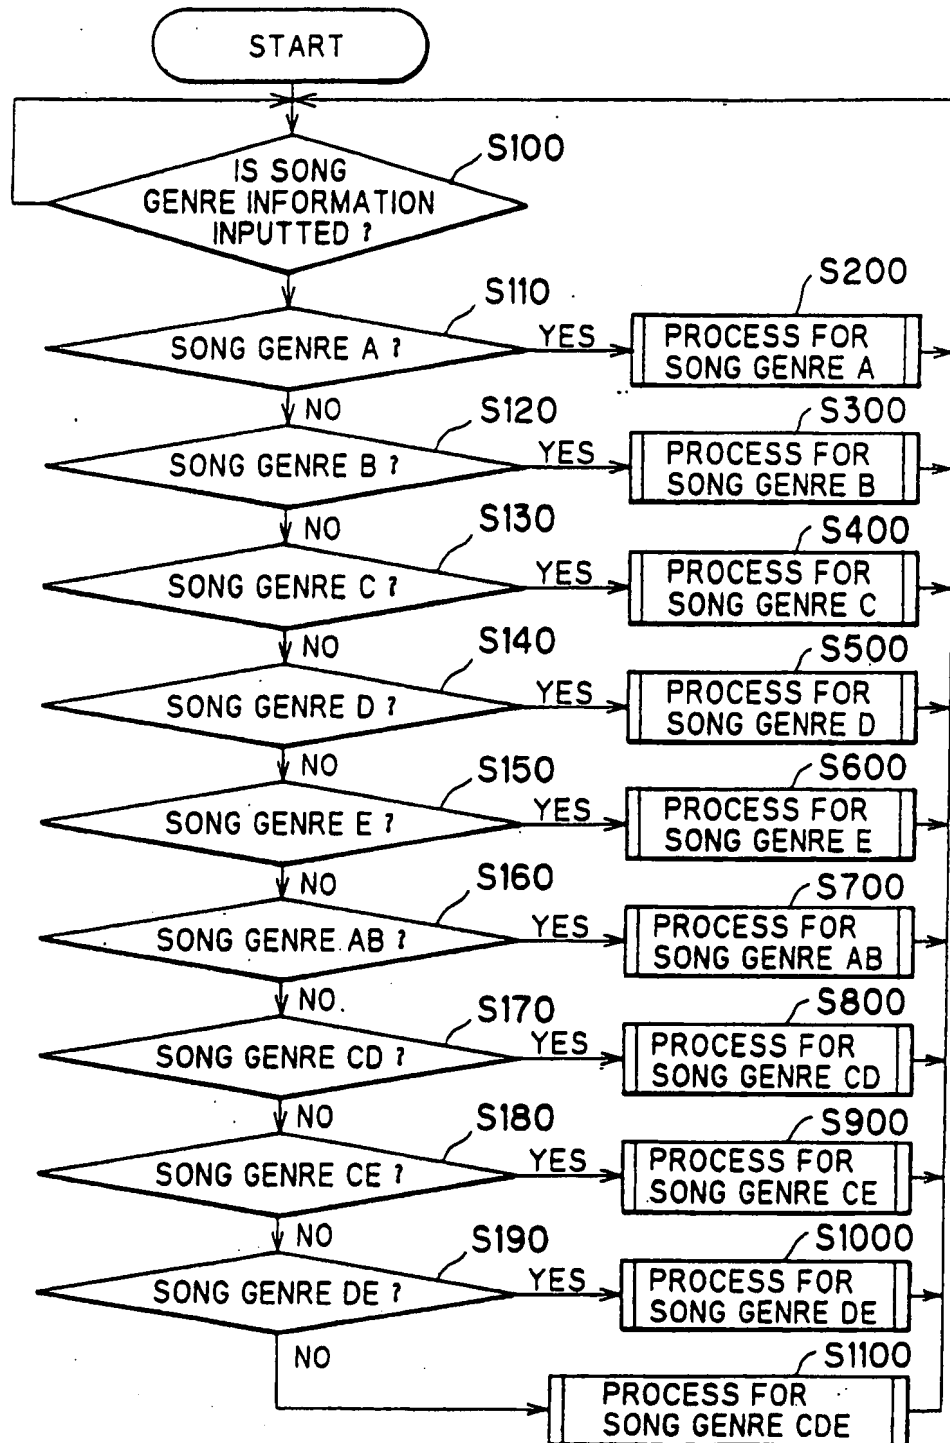 START
S100
IS SONG
GENRE INFORMATION
INPUTTED ?
S110
SONG GENRE A ?
YES
S200
PROCESS FOR
SONG GENRE A
NO
S120
SONG GENRE B ?
YES
S300
PROCESS FOR
SONG GENRE B
NO
S130
SONG GENRE C ?
YES
S400
PROCESS FOR
SONG GENRE C
NO
S140
SONG GENRE D ?
YES
S500
PROCESS FOR
SONG GENRE D
NO
S150
SONG GENRE E ?
YES
S600
PROCESS FOR
SONG GENRE E
NO
S160
SONG GENRE AB ?
YES
S700
PROCESS FOR
SONG GENRE AB
NO
S170
SONG GENRE CD ?
YES
S800
PROCESS FOR
SONG GENRE CD
NO
S180
SONG GENRE CE ?
YES
S900
PROCESS FOR
SONG GENRE CE
NO
S190
SONG GENRE DE ?
YES
S1000
PROCESS FOR
SONG GENRE DE
NO
S1100
PROCESS FOR
SONG GENRE CDE